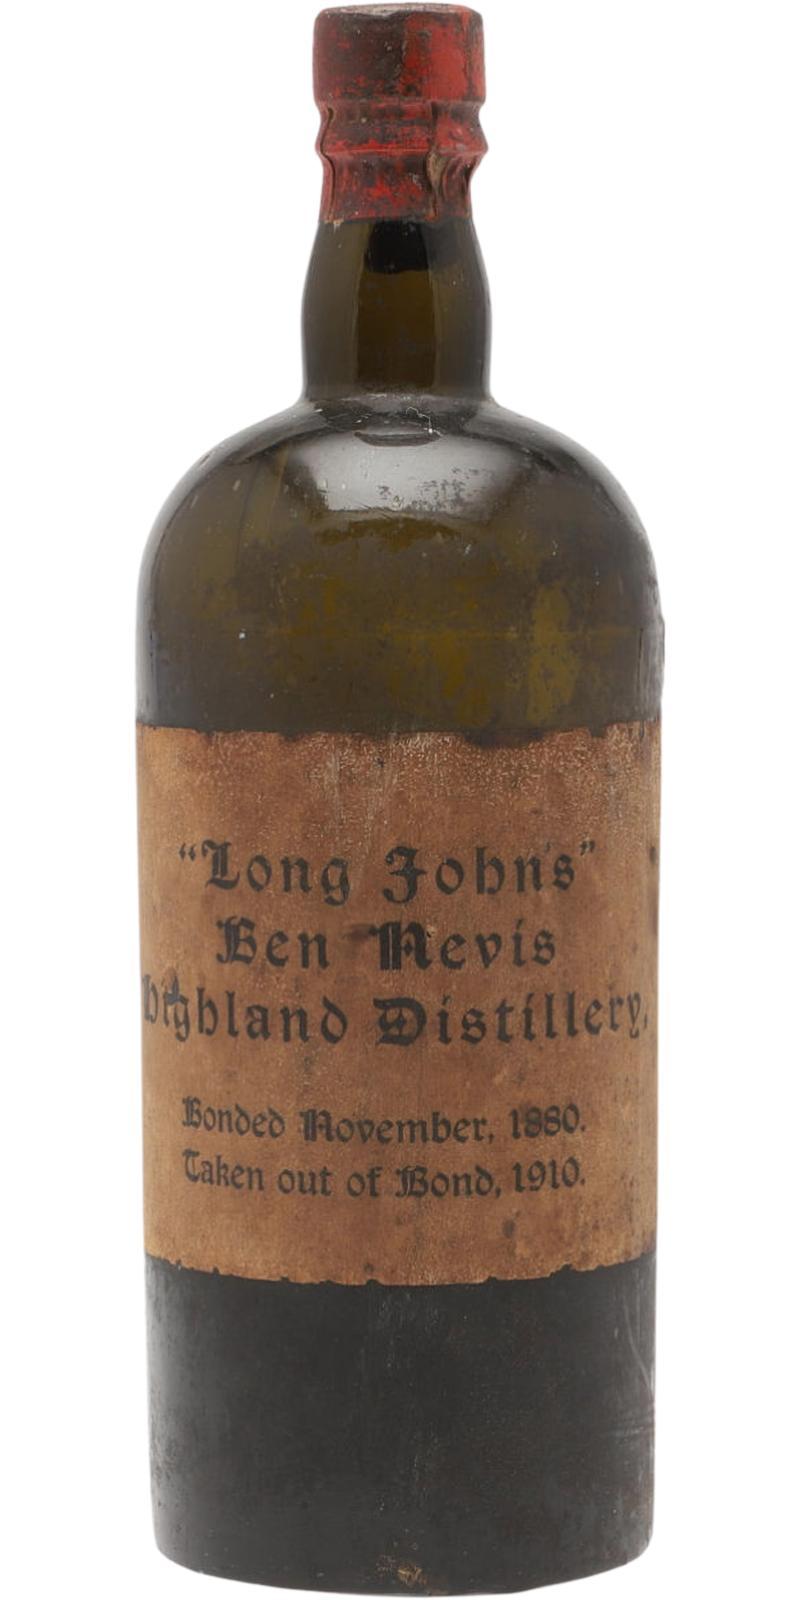 "Long John's"
Ben Nevis
Highland Distillery.
Bonded November, 1880.
Taken out of Bond, 1910.